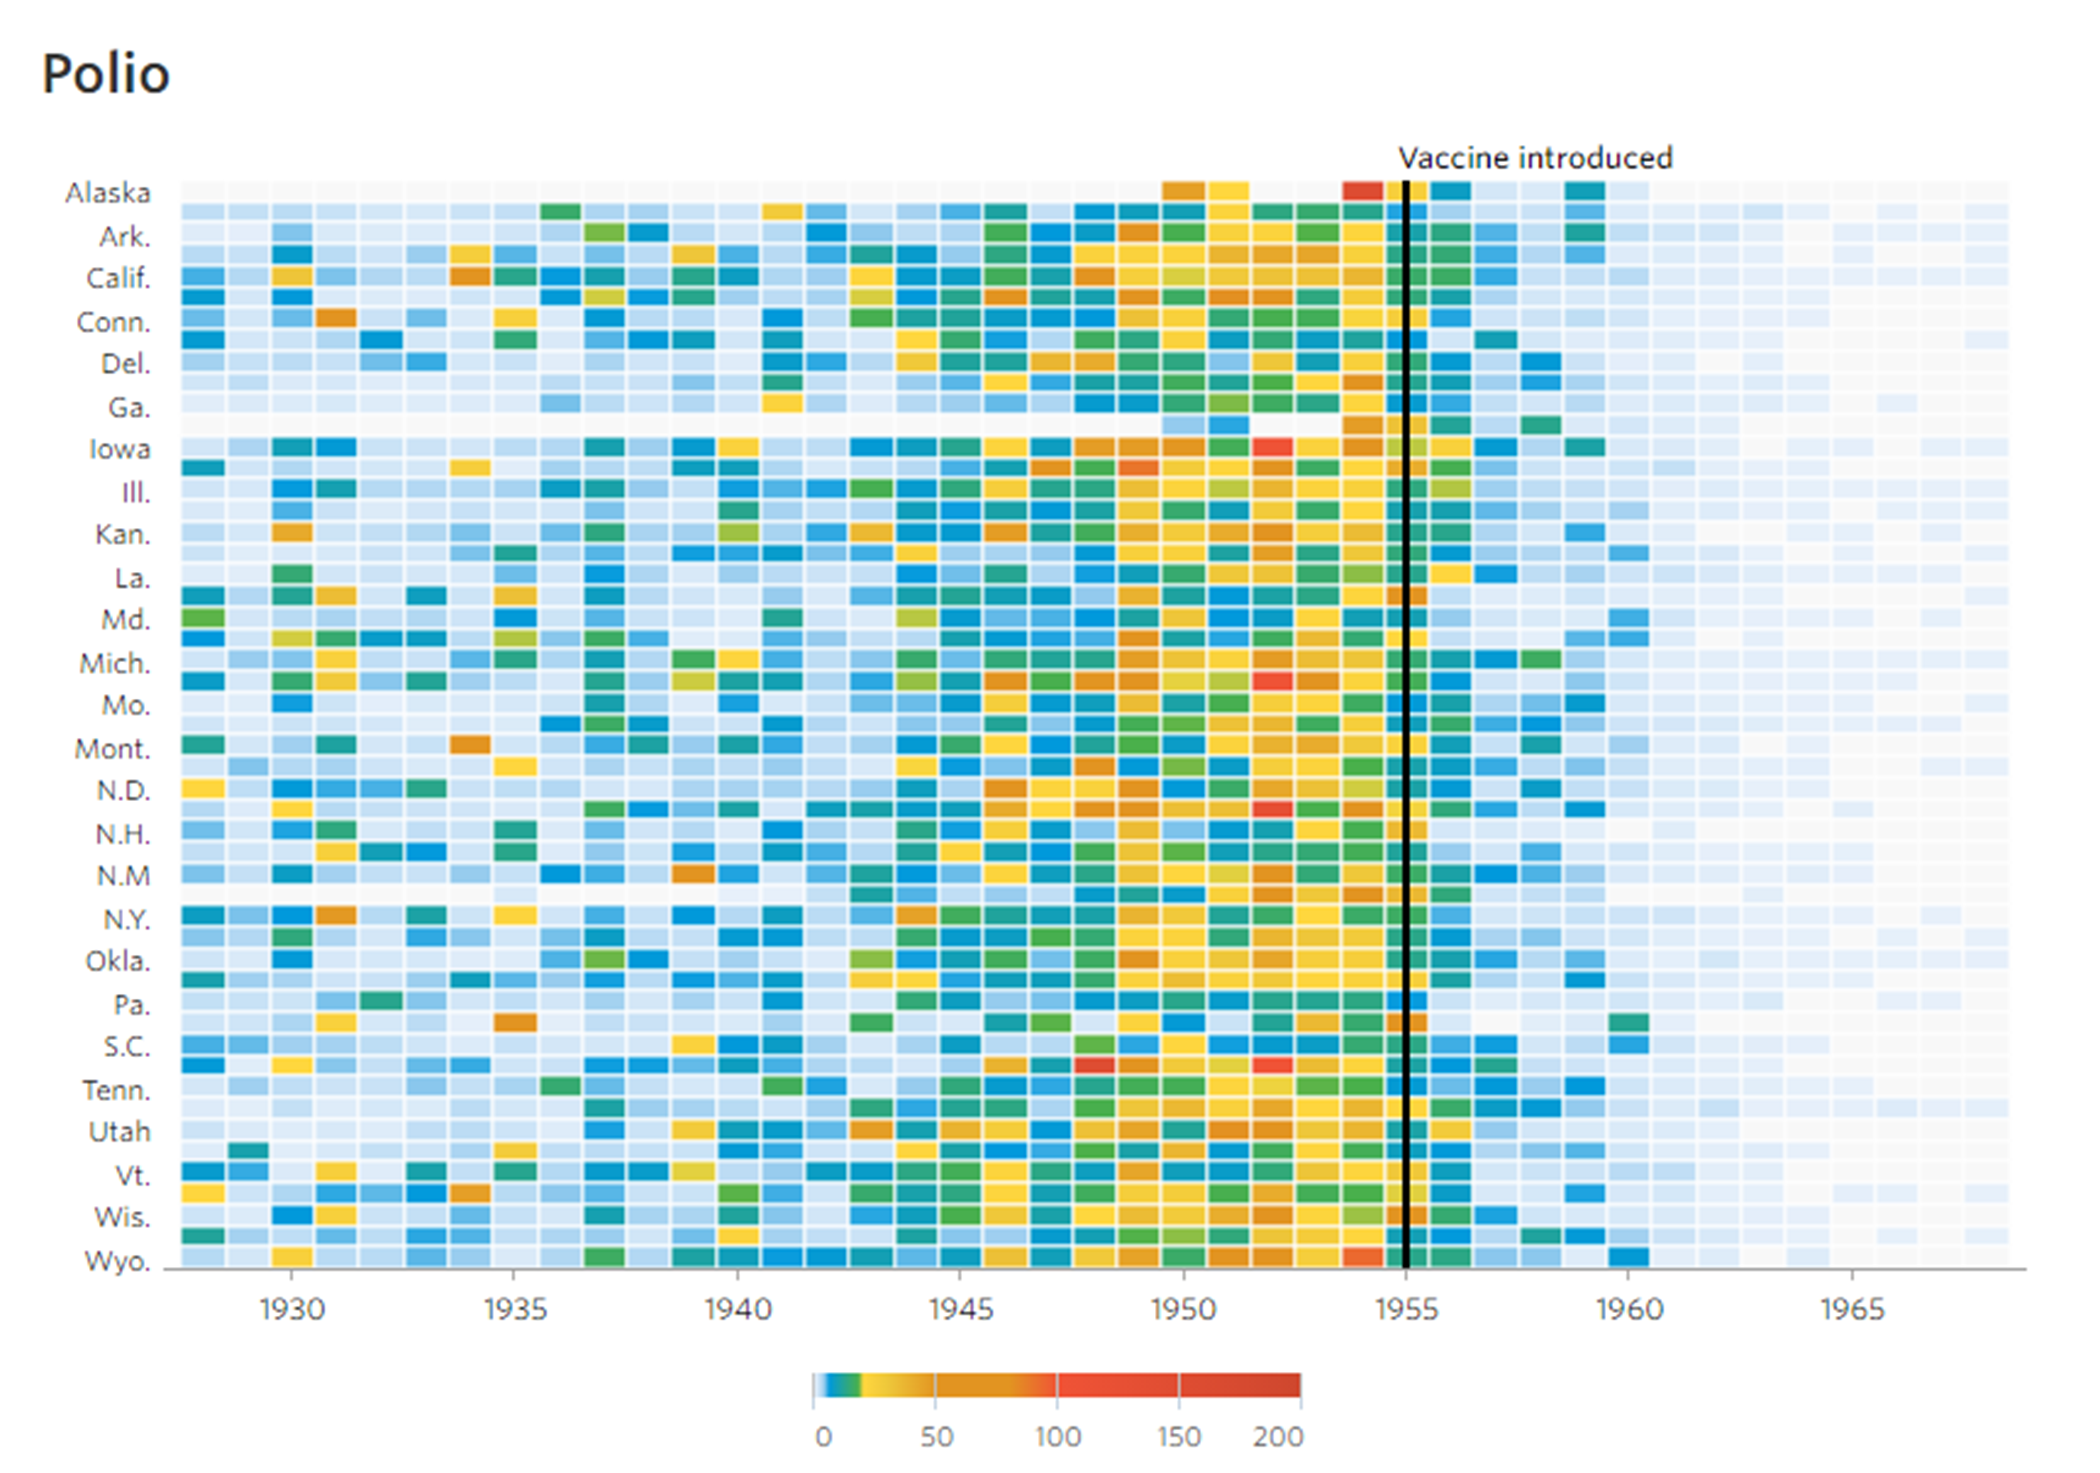 Polio
Vaccine introduced
Alaska
Ark.
Calif.
Conn.
Del.
Ga.
Iowa
Ill.
Kan.
La.
Md.
Mich.
Mo.
Mont.
N.D.
N.H.
N.M
N.Y.
Okla.
Pa.
S.C.
Tenn.
Utah
Vt.
Wis.
Wyo.
1930 1935 1940 1945 1950 1955 1960 1965
0 50 100 150 200